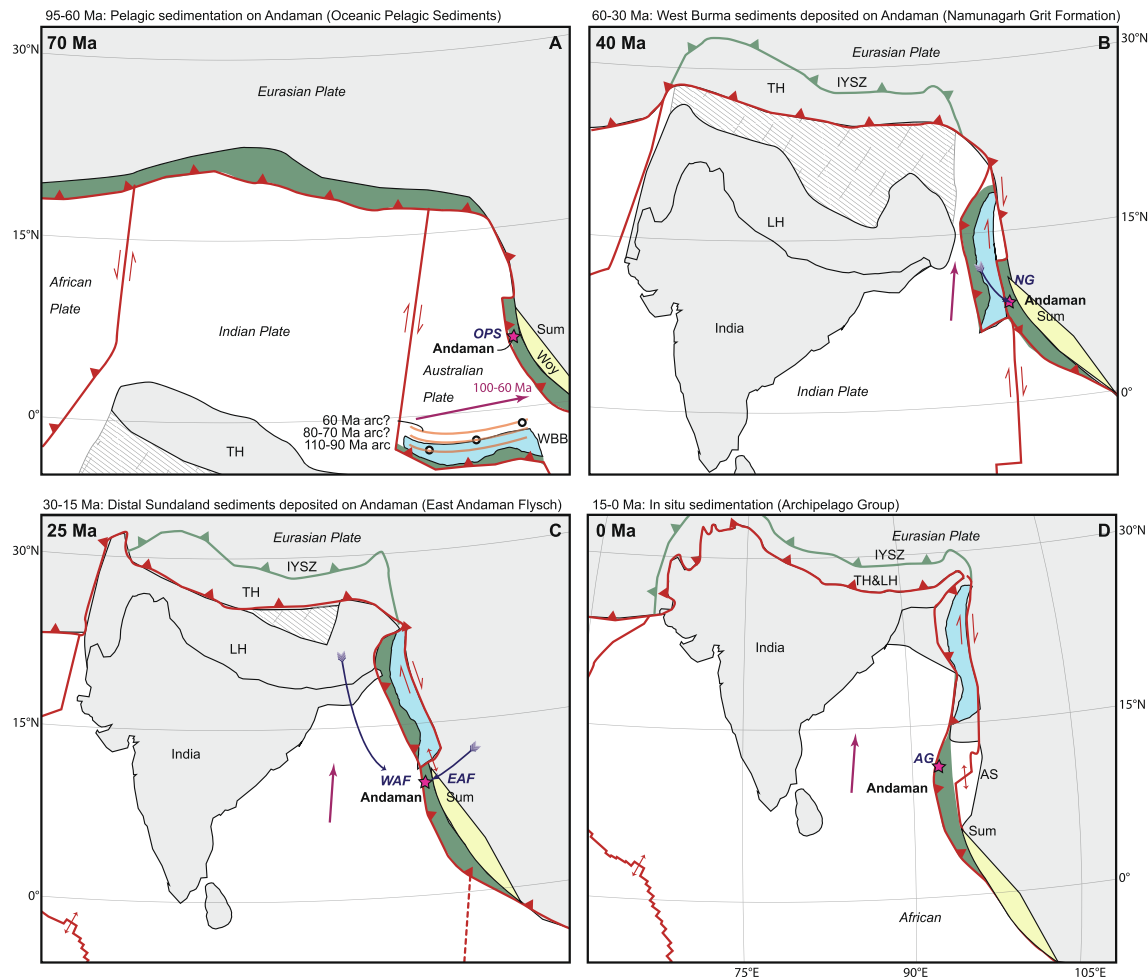 95-60 Ma: Pelagic sedimentation on Andaman (Oceanic Pelagic Sediments)
70 Ma
A
30°N
Eurasian Plate
15°N
African
Plate
Indian Plate
OPS
Andaman
Sum
Woy
Australian
Plate
100-60 Ma
0°
60 Ma arc?
80-70 Ma arc?
110-90 Ma arc
WBB
TH
60-30 Ma: West Burma sediments deposited on Andaman (Namunagarh Grit Formation)
40 Ma
B
30°N
Eurasian Plate
TH
IYSZ
15°N
LH
NG
Andaman
Sum
India
Indian Plate
0°
30-15 Ma: Distal Sundaland sediments deposited on Andaman (East Andaman Flysch)
25 Ma
C
30°N
Eurasian Plate
IYSZ
TH
LH
15°N
India
WAF
EAF
Andaman
Sum
0°
15-0 Ma: In situ sedimentation (Archipelago Group)
0 Ma
D
Eurasian Plate
30°N
IYSZ
TH&LH
India
15°N
AG
AS
Andaman
Sum
0°
African
75°E
90°E
105°E